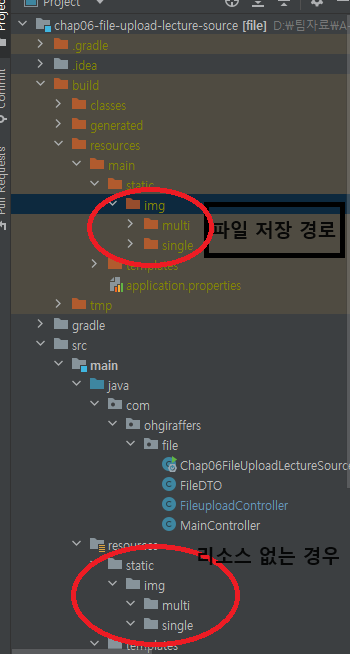 Project
chap06-file-upload-lecture-source [file] D:₩팀자료₩A
.gradle
.idea
build
classes
generated
resources
main
static
img
multi
파일 저장 경로
single
templates
application.properties
tmp
gradle
src
main
java
com
ohgiraffers
file
Chap06FileUploadLectureSource
FileDTO
FileuploadController
MainController
resources
리소스 없는 경우
static
img
multi
single
templates
Pull Requests